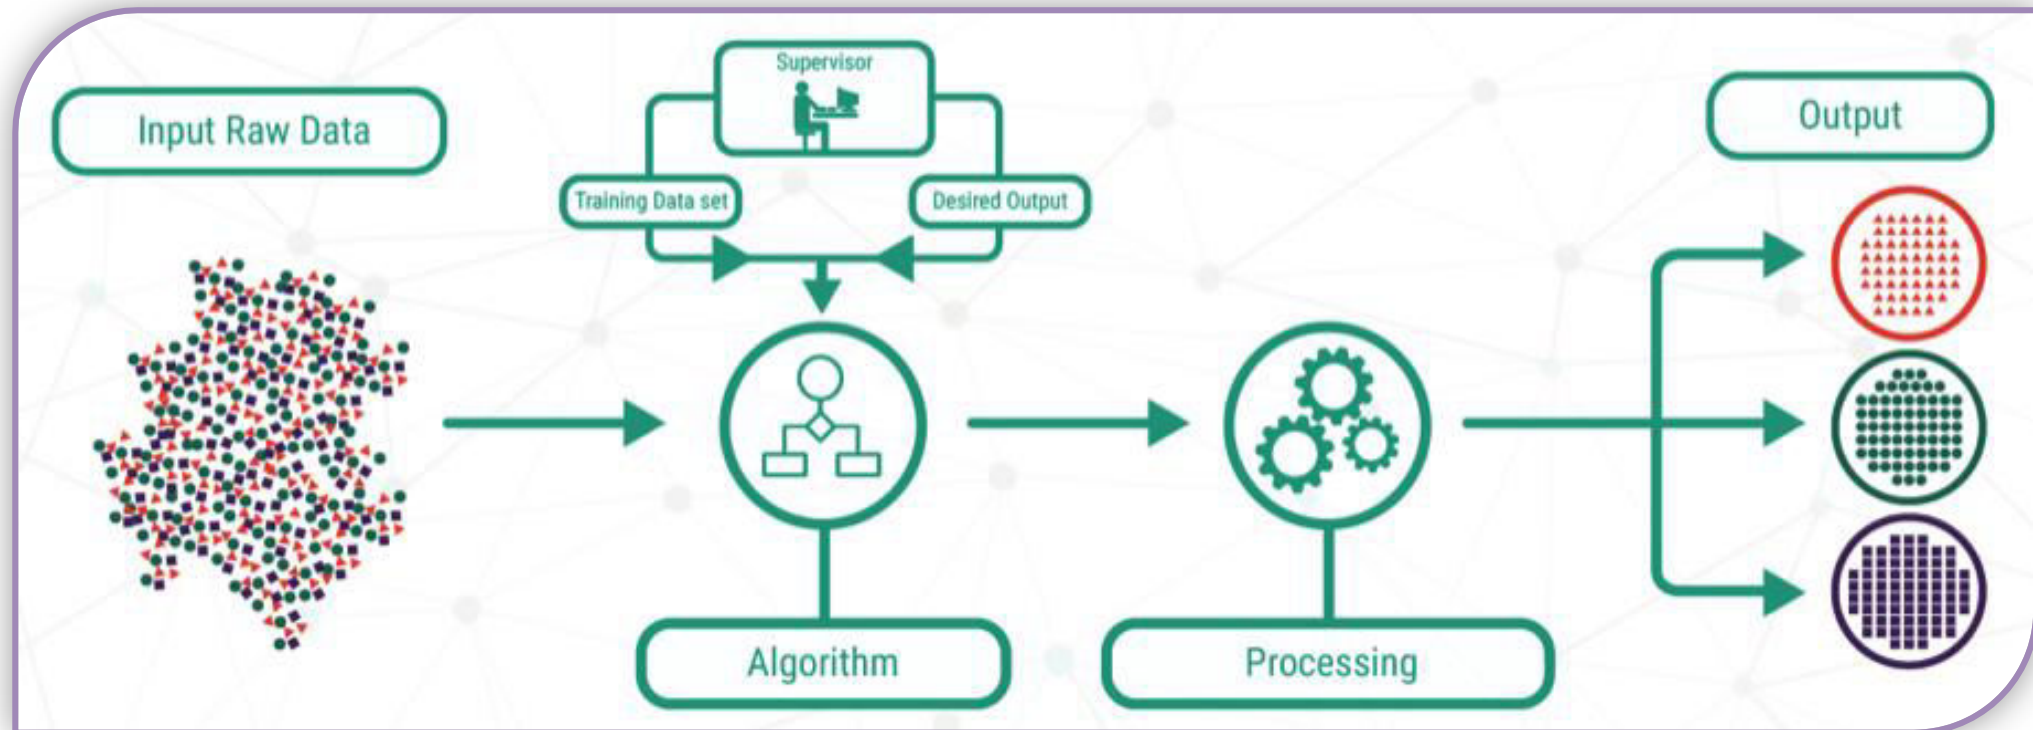 Input Raw Data
Supervisor
Training Data set
Desired Output
Algorithm
Processing
Output